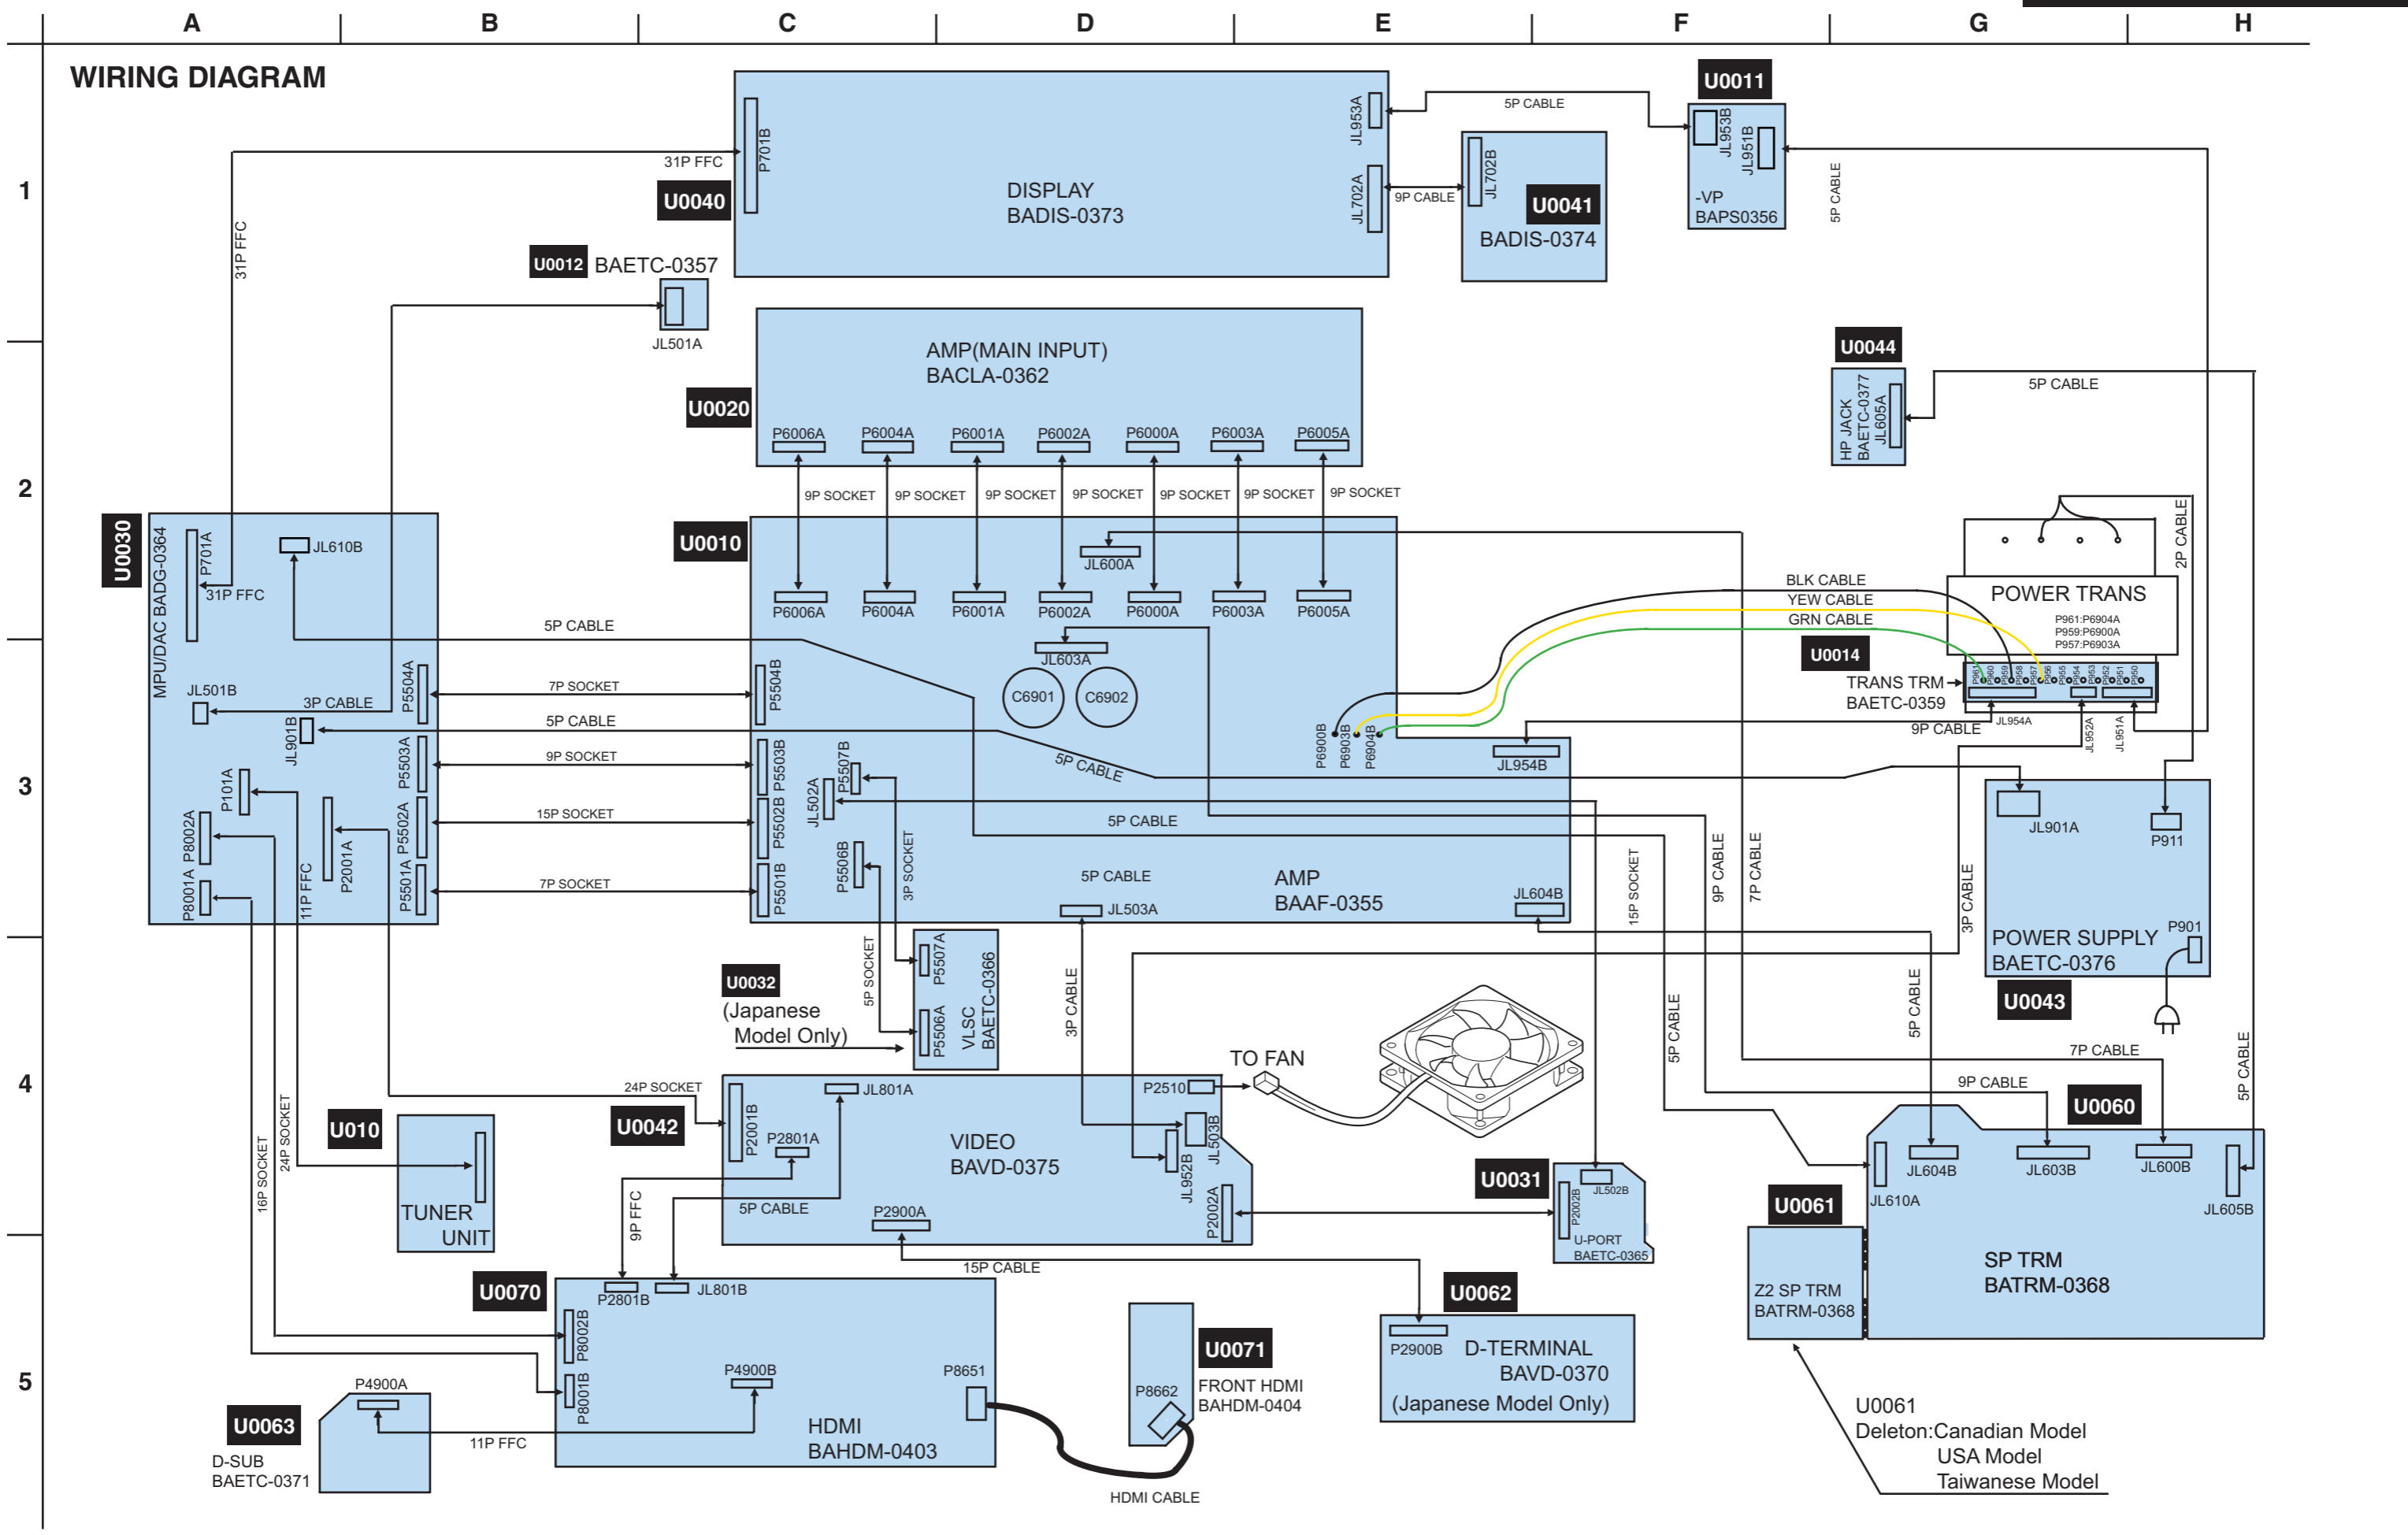 A B C D E F G H
WIRING DIAGRAM
1
2
3
4
5
U0040
P701B
31P FFC
31P FFC
DISPLAY
BADIS-0373
JL953A
JL702A
5P CABLE
9P CABLE
JL702B
U0041
BADIS-0374
U0011
JL953B
JL951B
-VP
BAPS0356
5P CABLE
U0012
BAETC-0357
JL501A
AMP(MAIN INPUT)
BACLA-0362
U0020
P6006A P6004A P6001A P6002A P6000A P6003A P6005A
9P SOCKET 9P SOCKET 9P SOCKET 9P SOCKET 9P SOCKET 9P SOCKET 9P SOCKET
U0044
HP JACK
BAETC-0377
JL605A
5P CABLE
U0030
MPU/DAC BADG-0364
P701A
31P FFC
JL610B
JL501B
3P CABLE
JL901B
P5504A
P5503A
P5502A
P5501A
P101A
P8002A
P8001A
P2001A
11P FFC
5P CABLE
7P SOCKET
5P CABLE
9P SOCKET
15P SOCKET
7P SOCKET
U0010
JL600A
P6006A P6004A P6001A P6002A P6000A P6003A P6005A
JL603A
C6901
C6902
P5504B
P5503B
P5502B
P5501B
P5507B
JL502A
P5506B
3P SOCKET
5P CABLE
5P CABLE
5P CABLE
JL503A
AMP
BAAF-0355
P6900B
P6903B
P6904B
JL954B
JL604B
BLK CABLE
YEW CABLE
GRN CABLE
2P CABLE
POWER TRANS
P961:P6904A
P959:P6900A
P957:P6903A
U0014
TRANS TRM
BAETC-0359
P961 P960 P959 P958 P957 P956 P955 P954 P953 P952 P951 P950
9P CABLE
JL954A
JL952A
JL951A
15P SOCKET
9P CABLE
7P CABLE
3P CABLE
JL901A
P911
P901
POWER SUPPLY
BAETC-0376
U0043
U0032
(Japanese
Model Only)
5P SOCKET
P5507A
P5506A
VLSC
BAETC-0366
3P CABLE
TO FAN
5P CABLE
5P CABLE
7P CABLE
9P CABLE
5P CABLE
16P SOCKET
24P SOCKET
U010
TUNER
UNIT
24P SOCKET
U0042
P2001B
JL801A
P2801A
VIDEO
BAVD-0375
P2510
JL503B
JL952B
P2002A
P2900A
9P FFC
5P CABLE
15P CABLE
U0031
JL502B
P2002B
U-PORT
BAETC-0365
U0060
JL610A
JL604B
JL603B
JL600B
JL605B
SP TRM
BATRM-0368
U0061
Z2 SP TRM
BATRM-0368
U0070
P2801B
JL801B
P8002B
P8001B
P4900B
P8651
HDMI
BAHDM-0403
U0063
D-SUB
BAETC-0371
P4900A
11P FFC
P8662
U0071
FRONT HDMI
BAHDM-0404
HDMI CABLE
U0062
P2900B
D-TERMINAL
BAVD-0370
(Japanese Model Only)
U0061
Deleton:Canadian Model
USA Model
Taiwanese Model